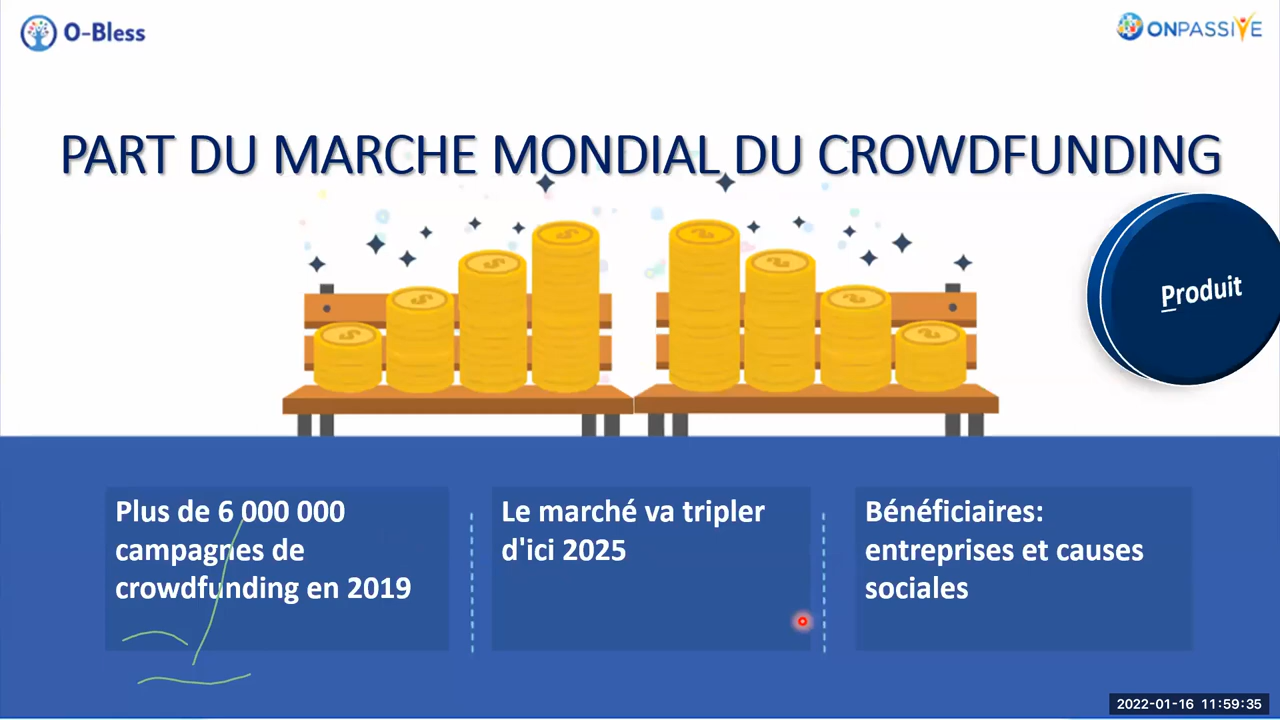 O-Bless
ONPASSIVE
PART DU MARCHE MONDIAL DU CROWDFUNDING
Produit
Plus de 6 000 000
campagnes de
crowdfunding en 2019
Le marché va tripler
d'ici 2025
Bénéficiaires:
entreprises et causes
sociales
2022-01-16 11:59:35